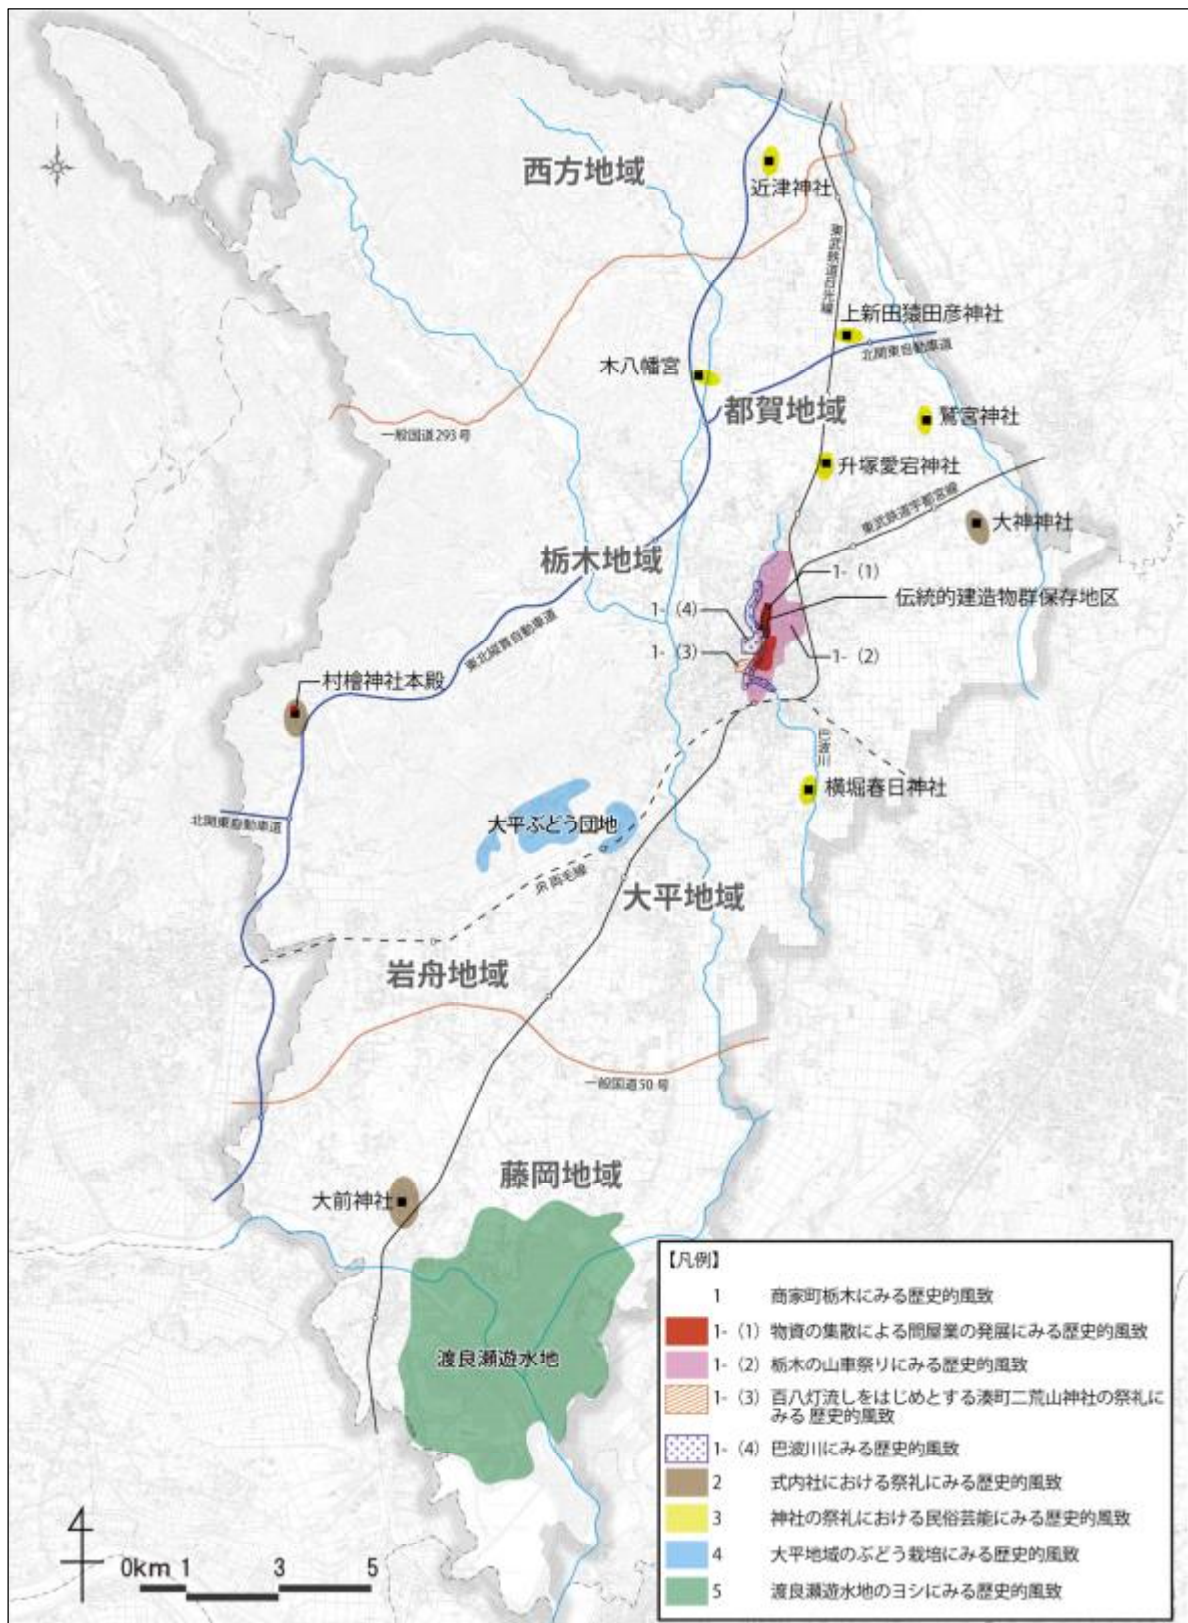 西方地域
近津神社
東武鉄道日光線
上新田猿田彦神社
北関東自動車道
木八幡宮
都賀地域
鷲宮神社
一般国道293号
升塚愛宕神社
東武鉄道宇都宮線
大神神社
栃木地域
1-（1）
伝統的建造物群保存地区
1-（4）
1-（3）
1-（2）
東北縦貫自動車道
村檜神社本殿
巴波川
横堀春日神社
北関東自動車道
大平ぶどう団地
JR両毛線
大平地域
岩舟地域
一般国道50号
藤岡地域
大前神社
渡良瀬遊水地
【凡例】
1 商家町栃木にみる歴史的風致
1-（1）物資の集散による問屋業の発展にみる歴史的風致
1-（2）栃木の山車祭りにみる歴史的風致
1-（3）百八灯流しをはじめとする湊町二荒山神社の祭礼に
みる 歴史的風致
1-（4）巴波川にみる歴史的風致
2 式内社における祭礼にみる歴史的風致
3 神社の祭礼における民俗芸能にみる歴史的風致
4 大平地域のぶどう栽培にみる歴史的風致
5 渡良瀬遊水地のヨシにみる歴史的風致
0km 1 3 5